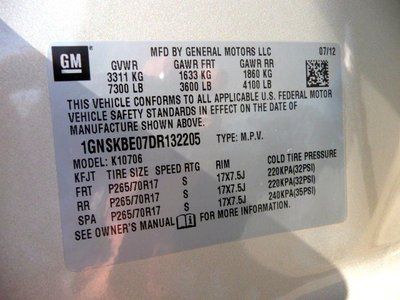 GM
MFD BY GENERAL MOTORS LLC 07/12
GVWR GAWR FRT GAWR RR
3311 KG 1633 KG 1860 KG
7300 LB 3600 LB 4100 LB
THIS VEHICLE CONFORMS TO ALL APPLICABLE U.S. FEDERAL MOTOR
VEHICLE SAFETY STANDARDS IN EFFECT ON THE DATE OF
MANUFACTURE SHOWN ABOVE.
1GNSKBE07DR132205 TYPE: M.P.V.
MODEL: K10706
KFJT TIRE SIZE SPEED RTG RIM COLD TIRE PRESSURE
FRT P265/70R17 S 17X7.5J 220KPA(32PSI)
RR P265/70R17 S 17X7.5J 220KPA(32PSI)
SPA P265/70R17 S 17X7.5J 240KPA(35PSI)
SEE OWNER'S MANUAL FOR MORE INFORMATION.